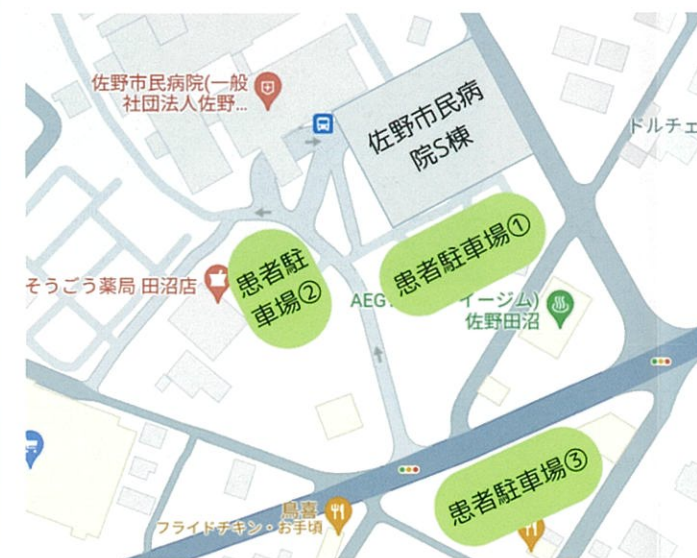 佐野市民病院(一般
社団法人佐野...
佐野市民病
院S棟
ドルチェ
患者駐車場①
患者駐
車場②
そうごう薬局 田沼店
AEG
イージム)
佐野田沼
患者駐車場③
鳥喜
フライドチキン・お手頃